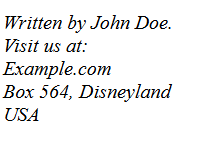 Written by John Doe.
Visit us at:
Example.com
Box 564, Disneyland
USA